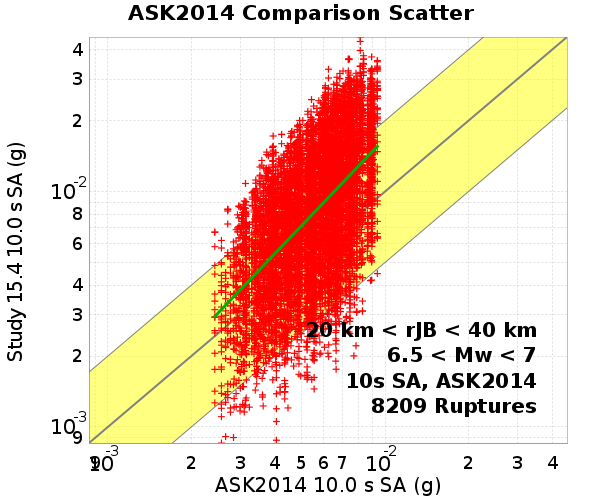 ASK2014 Comparison Scatter
Study 15.4 10.0 s SA (g)
4
3
2
10-2
8
6
4
3
2
10-3
9
20 km < rJB < 40 km
6.5 < Mw < 7
10s SA, ASK2014
8209 Ruptures
9 10-3 2 3 4 5 6 7 10-2 2 3 4
ASK2014 10.0 s SA (g)